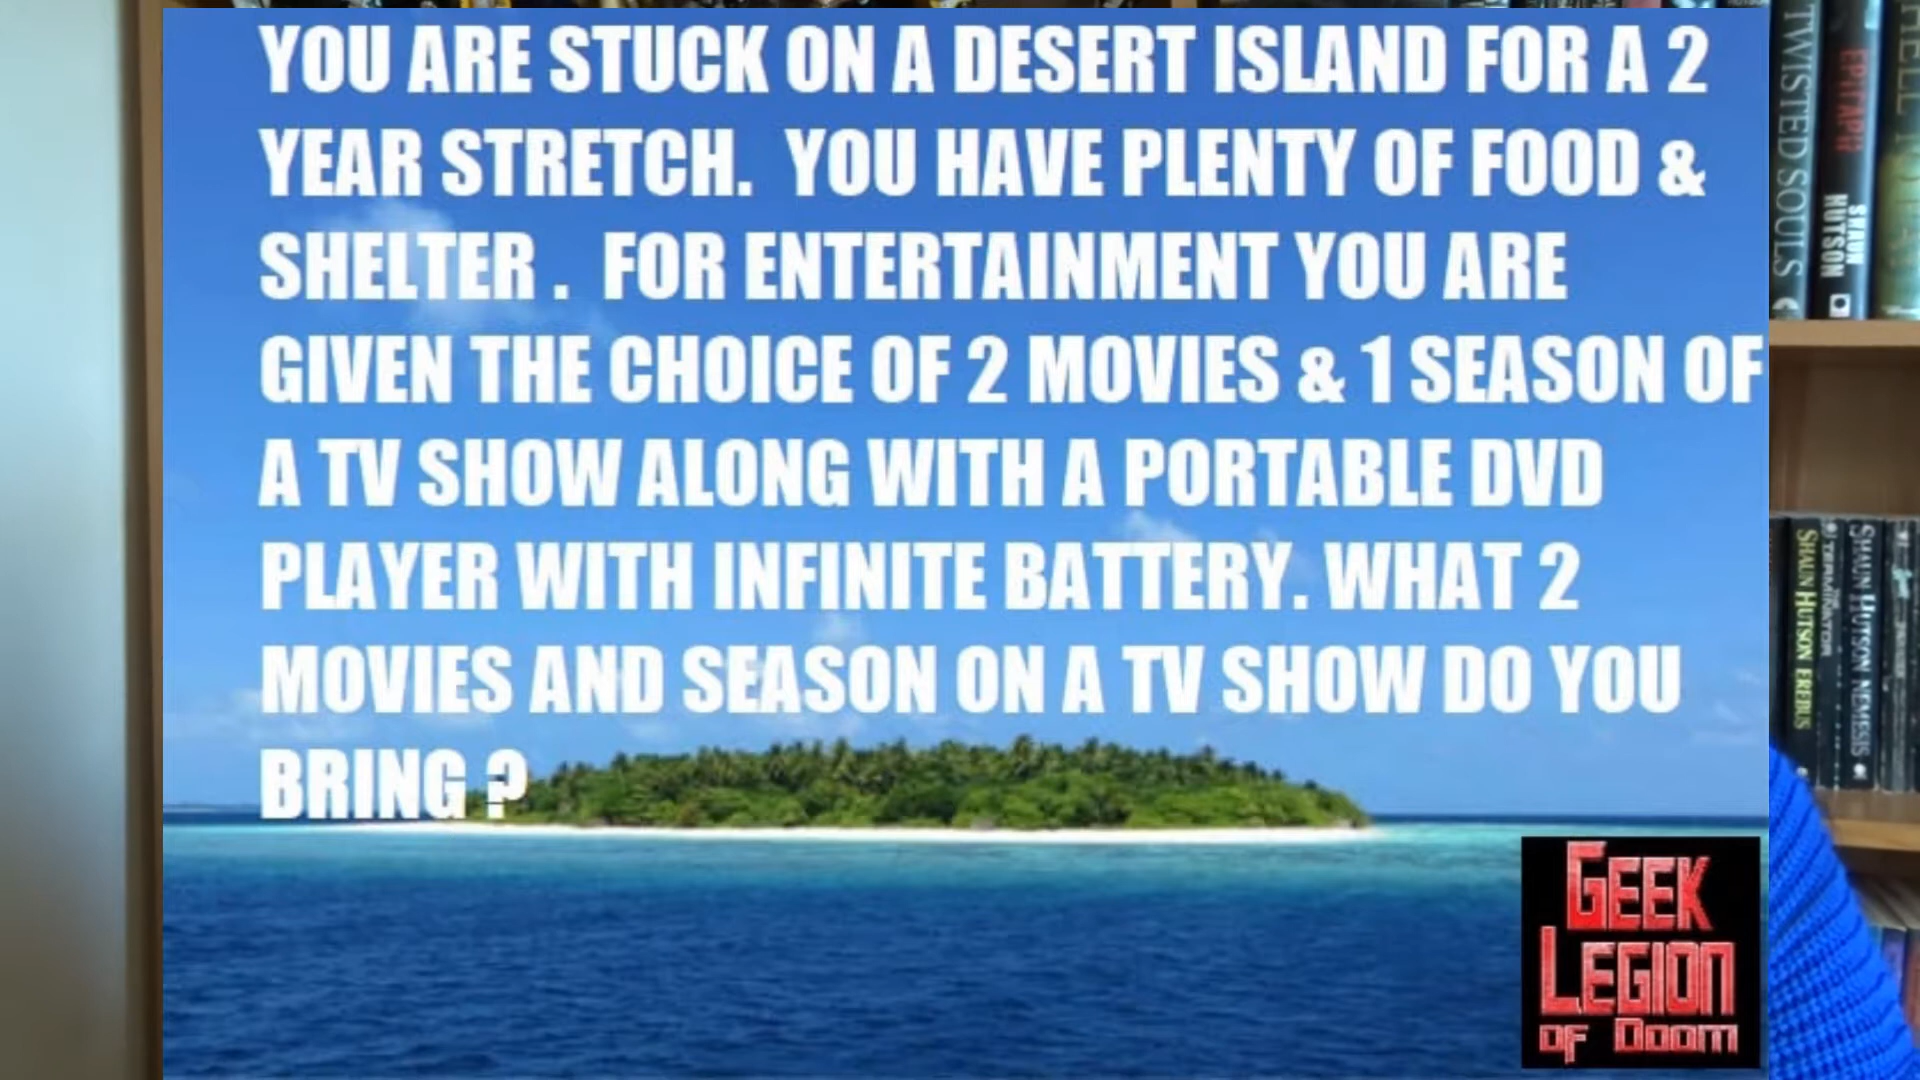 YOU ARE STUCK ON A DESERT ISLAND FOR A 2
YEAR STRETCH. YOU HAVE PLENTY OF FOOD &
SHELTER . FOR ENTERTAINMENT YOU ARE
GIVEN THE CHOICE OF 2 MOVIES & 1 SEASON OF
A TV SHOW ALONG WITH A PORTABLE DVD
PLAYER WITH INFINITE BATTERY. WHAT 2
MOVIES AND SEASON ON A TV SHOW DO YOU
BRING ?
GEEK
LEGION
OF DOOM
TWISTED SOULS
EPITAPH
SHAUN
HUTSON
SHAUN HUTSON EREBUS
THE TERMINATOR
SHAUN HUTSON NEMESIS